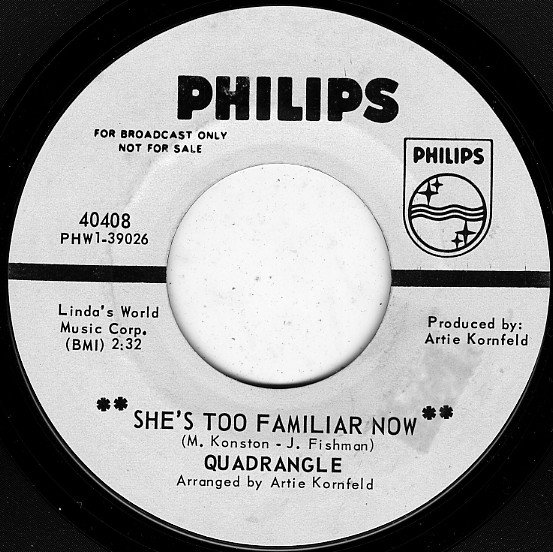 PHILIPS
FOR BROADCAST ONLY
NOT FOR SALE
PHILIPS
40408
PHW1-39026
Linda's World
Music Corp.
(BMI) 2:32
Produced by:
Artie Kornfeld
**SHE'S TOO FAMILIAR NOW**
(M. Konston - J. Fishman)
QUADRANGLE
Arranged by Artie Kornfeld